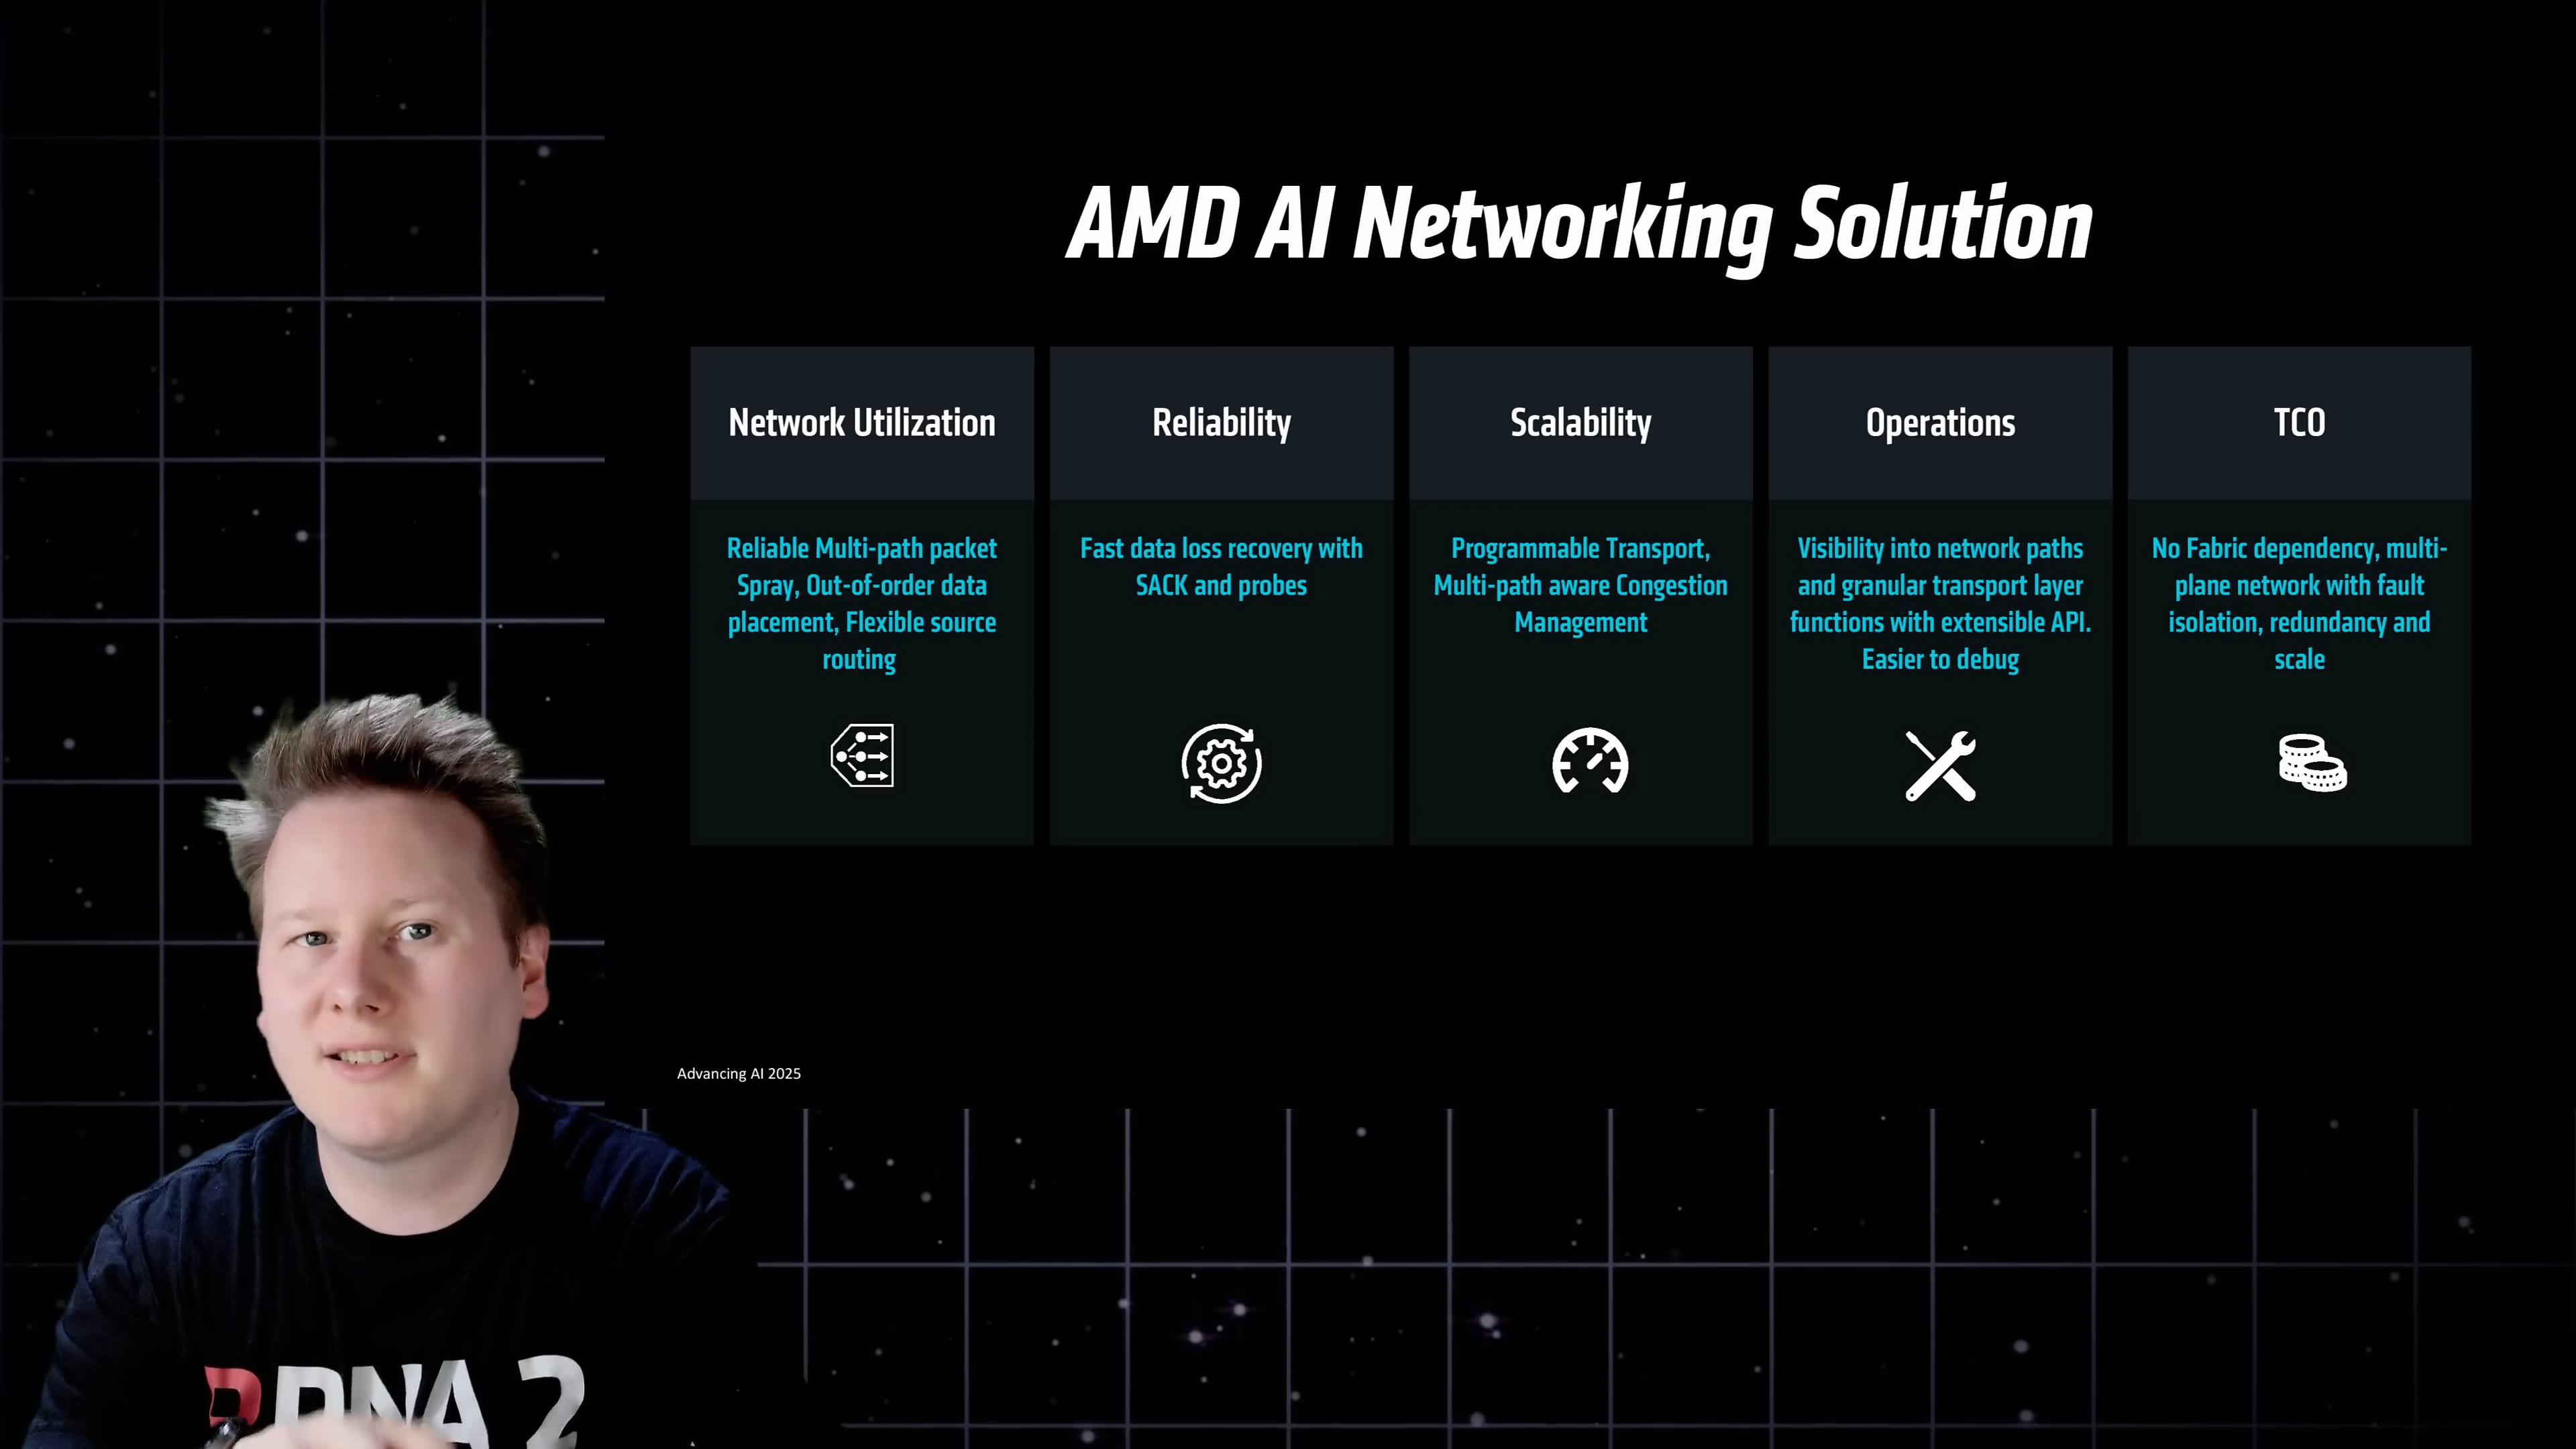 AMD AI Networking Solution
Network Utilization
Reliable Multi-path packet
Spray, Out-of-order data
placement, Flexible source
routing
Reliability
Fast data loss recovery with
SACK and probes
Scalability
Programmable Transport,
Multi-path aware Congestion
Management
Operations
Visibility into network paths
and granular transport layer
functions with extensible API.
Easier to debug
TCO
No Fabric dependency, multi-
plane network with fault
isolation, redundancy and
scale
Advancing AI 2025
RDNA 2